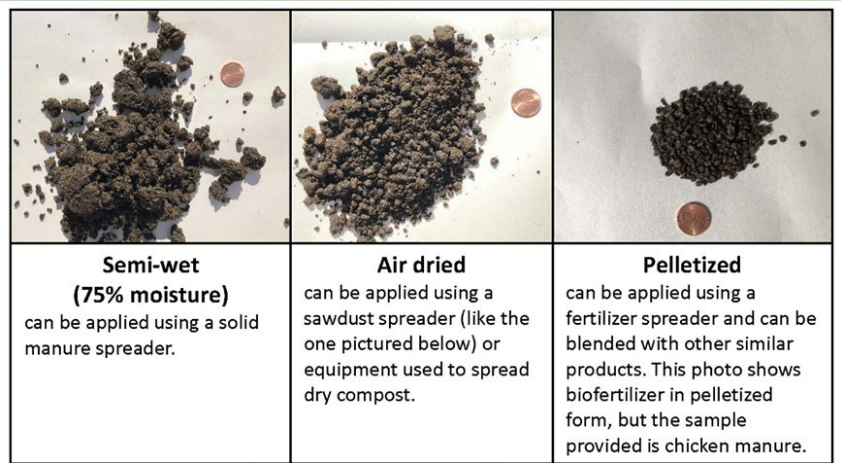 Semi-wet
(75% moisture)
can be applied using a solid
manure spreader.
Air dried
can be applied using a
sawdust spreader (like the
one pictured below) or
equipment used to spread
dry compost.
Pelletized
can be applied using a
fertilizer spreader and can be
blended with other similar
products. This photo shows
biofertilizer in pelletized
form, but the sample
provided is chicken manure.